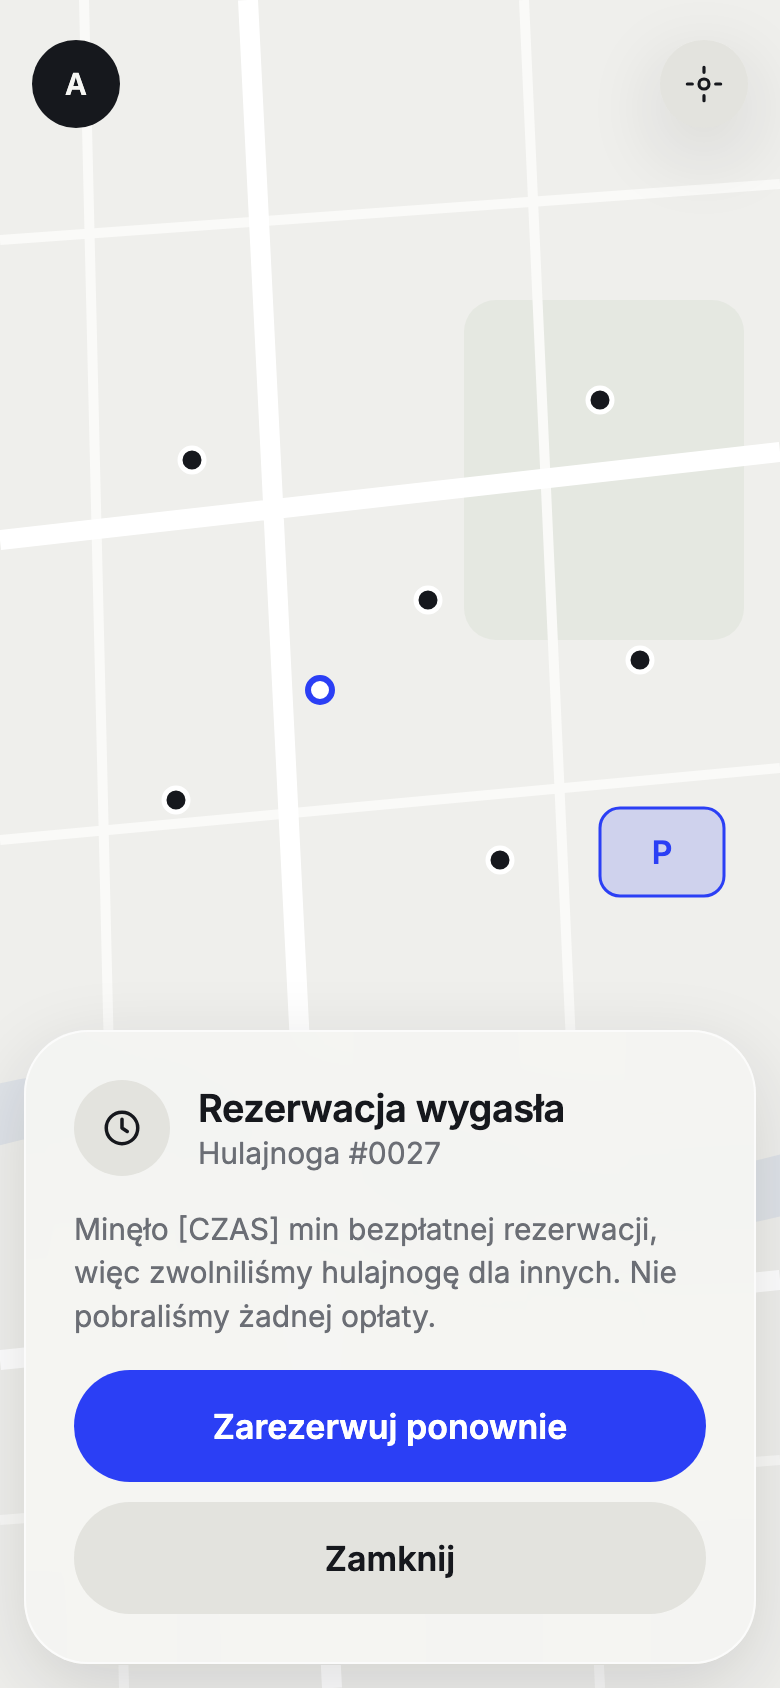 A
P
Rezerwacja wygasła
Hulajnoga #0027
Minęło [CZAS] min bezpłatnej rezerwacji,
więc zwolniliśmy hulajnogę dla innych. Nie
pobraliśmy żadnej opłaty.
Zarezerwuj ponownie
Zamknij